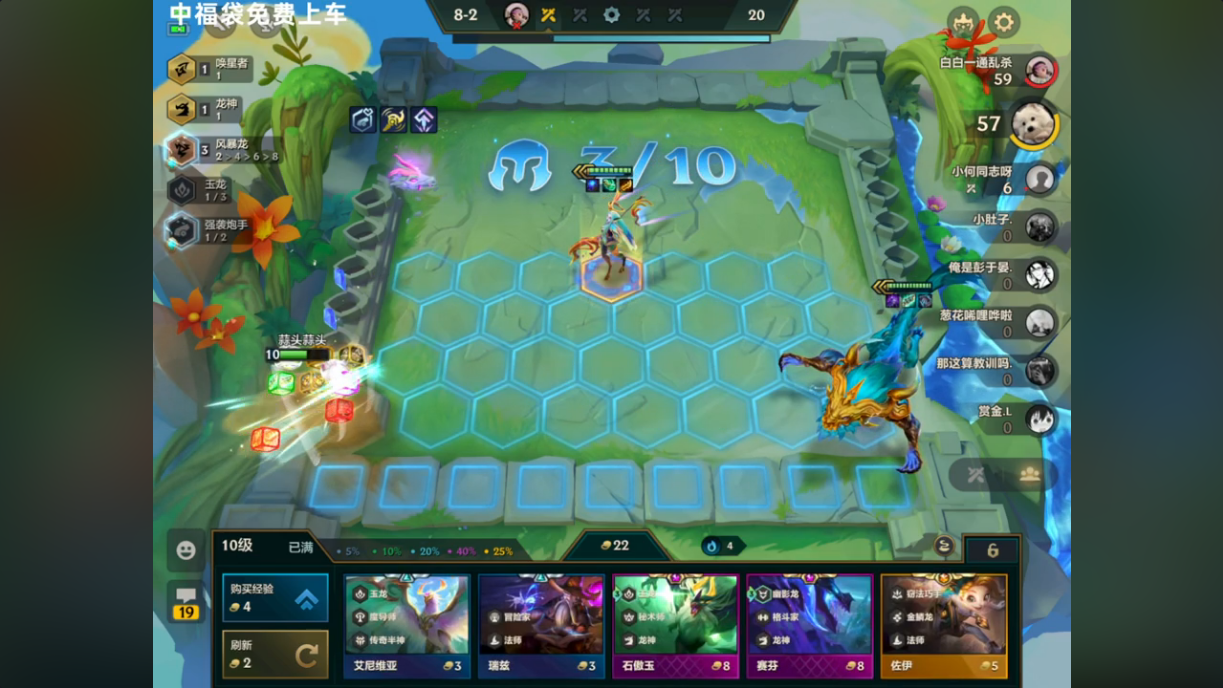 中福袋免费上车
8-2
20
1 唤星者
1
1 龙神
1
3 风暴龙
2 > 4 > 6 > 8
玉龙
1 / 3
强袭炮手
1 / 2
3 / 10
白白一通乱杀
59
57
小何同志呀
6
小肚子.
0
俺是彭于晏.
0
葱花唏哩哗啦
0
那这算教训吗.
0
赏金.L
0
蒜头蒜头
10
19
10级
已满
5%
10%
20%
40%
25%
22
4
6
购买经验
4
刷新
2
玉龙
魔导师
传奇半神
艾尼维亚
3
冒险家
法师
瑞兹
3
玉龙
秘术师
龙神
石傲玉
8
幽影龙
格斗家
龙神
赛芬
8
窃法巧手
金鳞龙
法师
佐伊
5